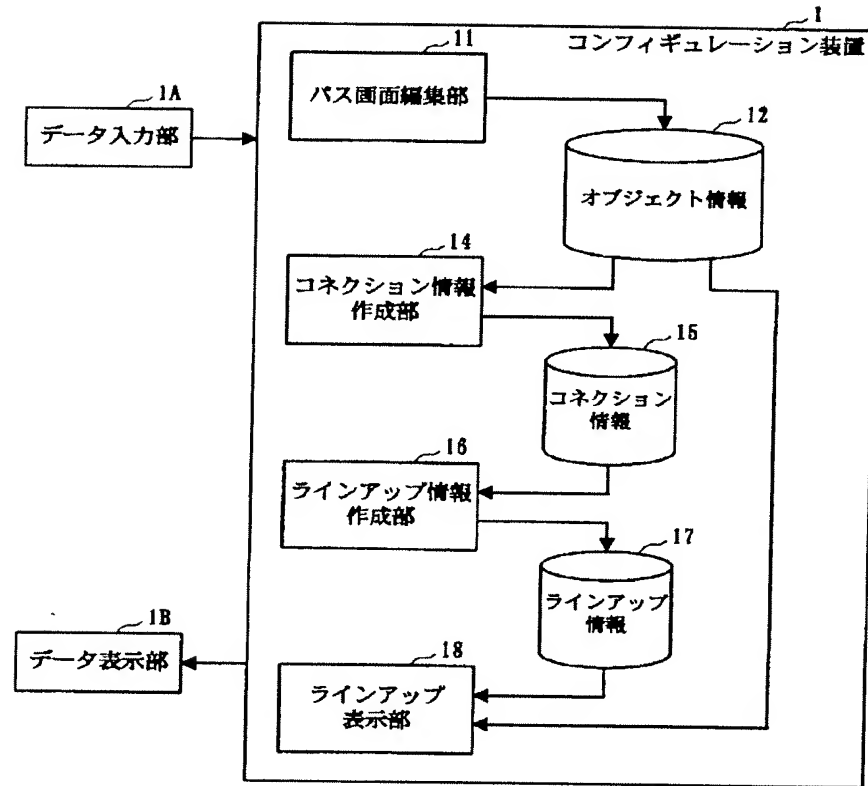 1
コンフィギュレーション装置
11
パス画面編集部
1A
データ入力部
12
オブジェクト情報
14
コネクション情報
作成部
15
コネクション
情報
16
ラインアップ情報
作成部
17
ラインアップ
情報
1B
データ表示部
18
ラインアップ
表示部